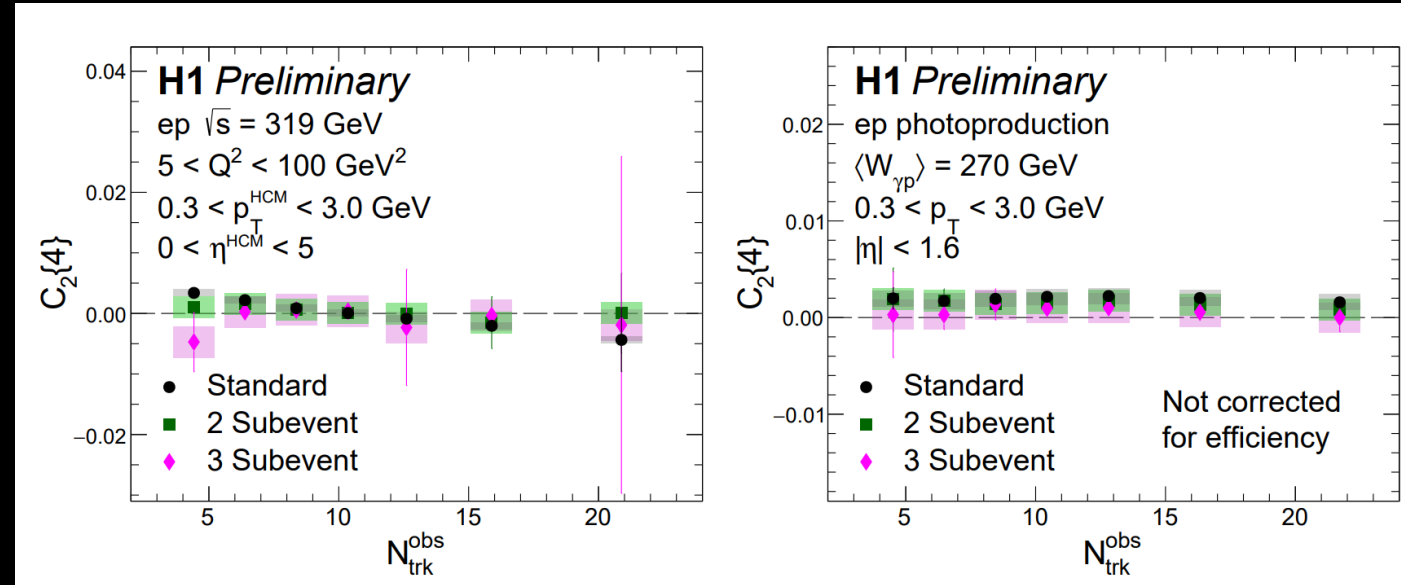 H1 Preliminary
ep √s = 319 GeV
5 < Q² < 100 GeV²
0.3 < p_T^HCM < 3.0 GeV
0 < η^HCM < 5
0.04
0.02
0.00
−0.02
C₂{4}
Standard
2 Subevent
3 Subevent
5 10 15 20
N_trk^obs
H1 Preliminary
ep photoproduction
⟨W_γp⟩ = 270 GeV
0.3 < p_T < 3.0 GeV
|η| < 1.6
0.02
0.01
0.00
−0.01
C₂{4}
Standard
2 Subevent
3 Subevent
Not corrected
for efficiency
5 10 15 20
N_trk^obs